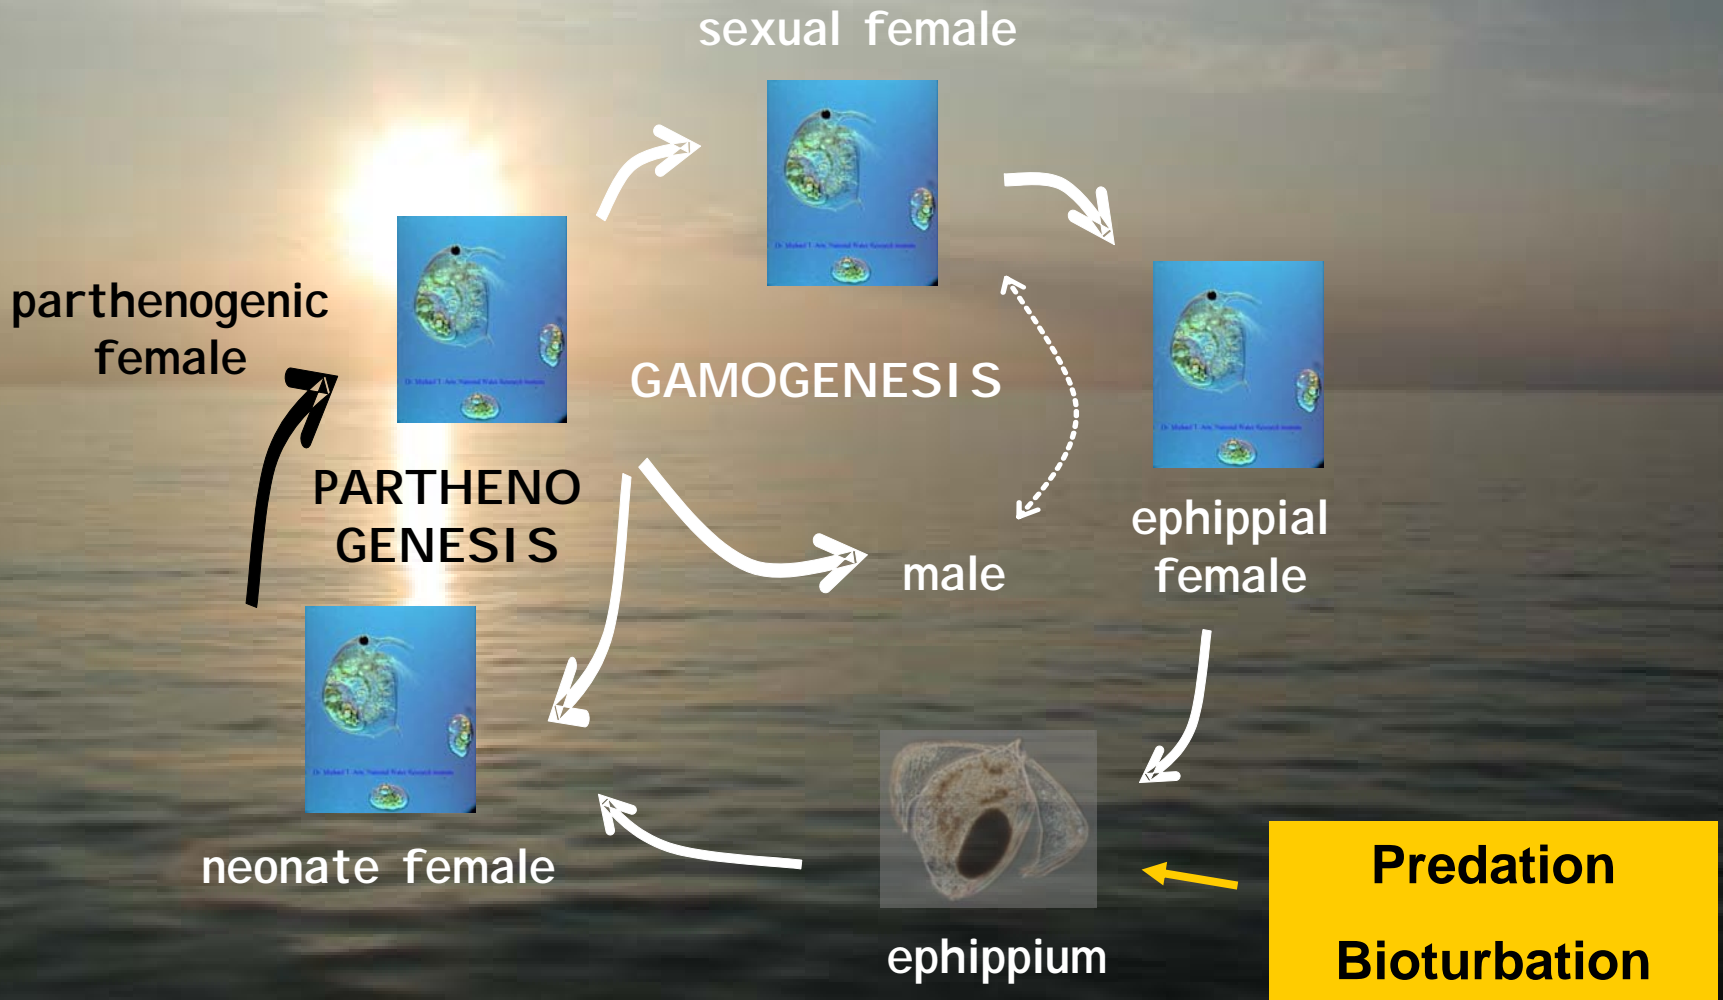 sexual female
parthenogenic
female
GAMOGENESIS
PARTHENO
GENESIS
ephippial
female
male
neonate female
ephippium
Predation
Bioturbation